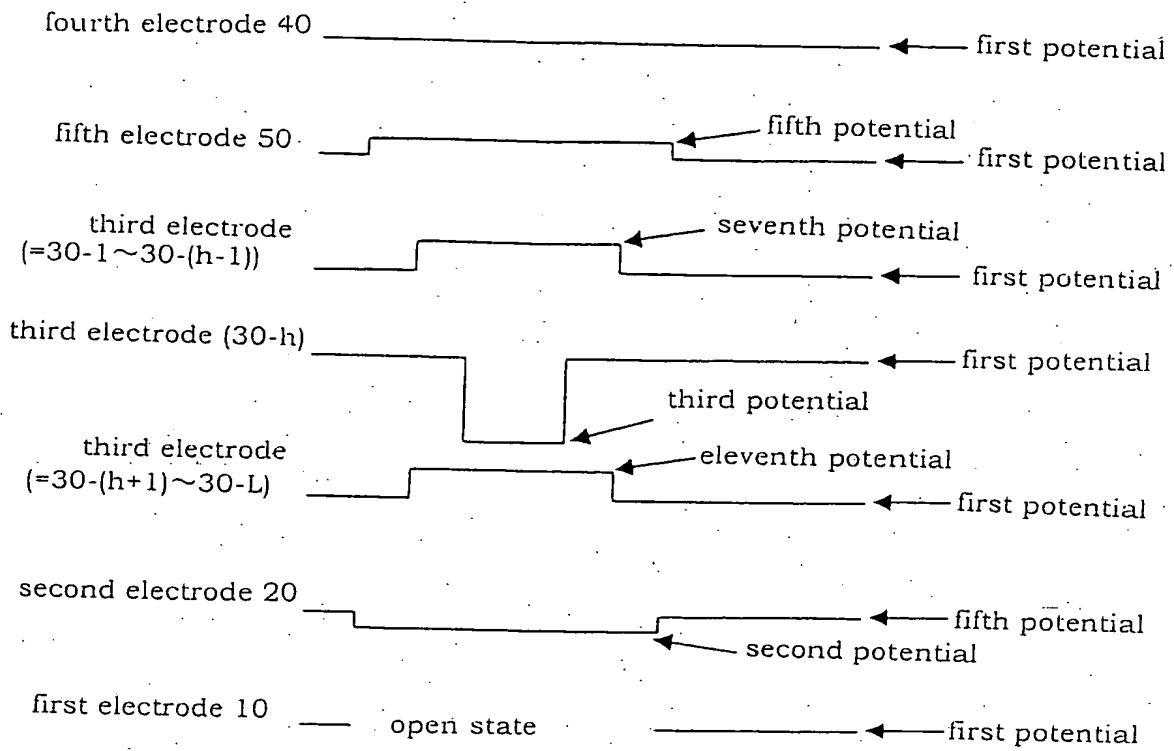 fourth electrode 40
first potential
fifth electrode 50
fifth potential
first potential
third electrode
(=30-1~30-(h-1))
seventh potential
first potential
third electrode (30-h)
first potential
third potential
third electrode
(=30-(h+1)~30-L)
eleventh potential
first potential
second electrode 20
fifth potential
second potential
first electrode 10
open state
first potential